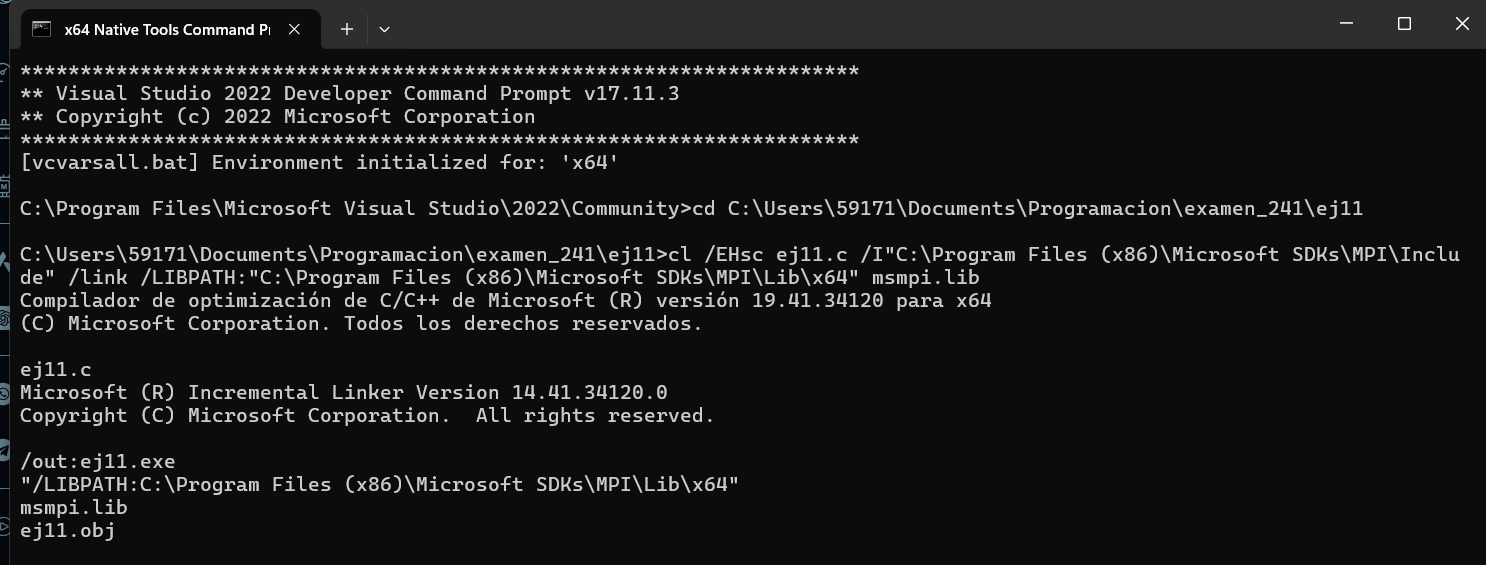 x64 Native Tools Command Pr
**********************************************************************
** Visual Studio 2022 Developer Command Prompt v17.11.3
** Copyright (c) 2022 Microsoft Corporation
**********************************************************************
[vcvarsall.bat] Environment initialized for: 'x64'
C:\Program Files\Microsoft Visual Studio\2022\Community>cd C:\Users\59171\Documents\Programacion\examen_241\ej11
C:\Users\59171\Documents\Programacion\examen_241\ej11>cl /EHsc ej11.c /I"C:\Program Files (x86)\Microsoft SDKs\MPI\Inclu
de" /link /LIBPATH:"C:\Program Files (x86)\Microsoft SDKs\MPI\Lib\x64" msmpi.lib
Compilador de optimización de C/C++ de Microsoft (R) versión 19.41.34120 para x64
(C) Microsoft Corporation. Todos los derechos reservados.
ej11.c
Microsoft (R) Incremental Linker Version 14.41.34120.0
Copyright (C) Microsoft Corporation.  All rights reserved.
/out:ej11.exe
"/LIBPATH:C:\Program Files (x86)\Microsoft SDKs\MPI\Lib\x64"
msmpi.lib
ej11.obj